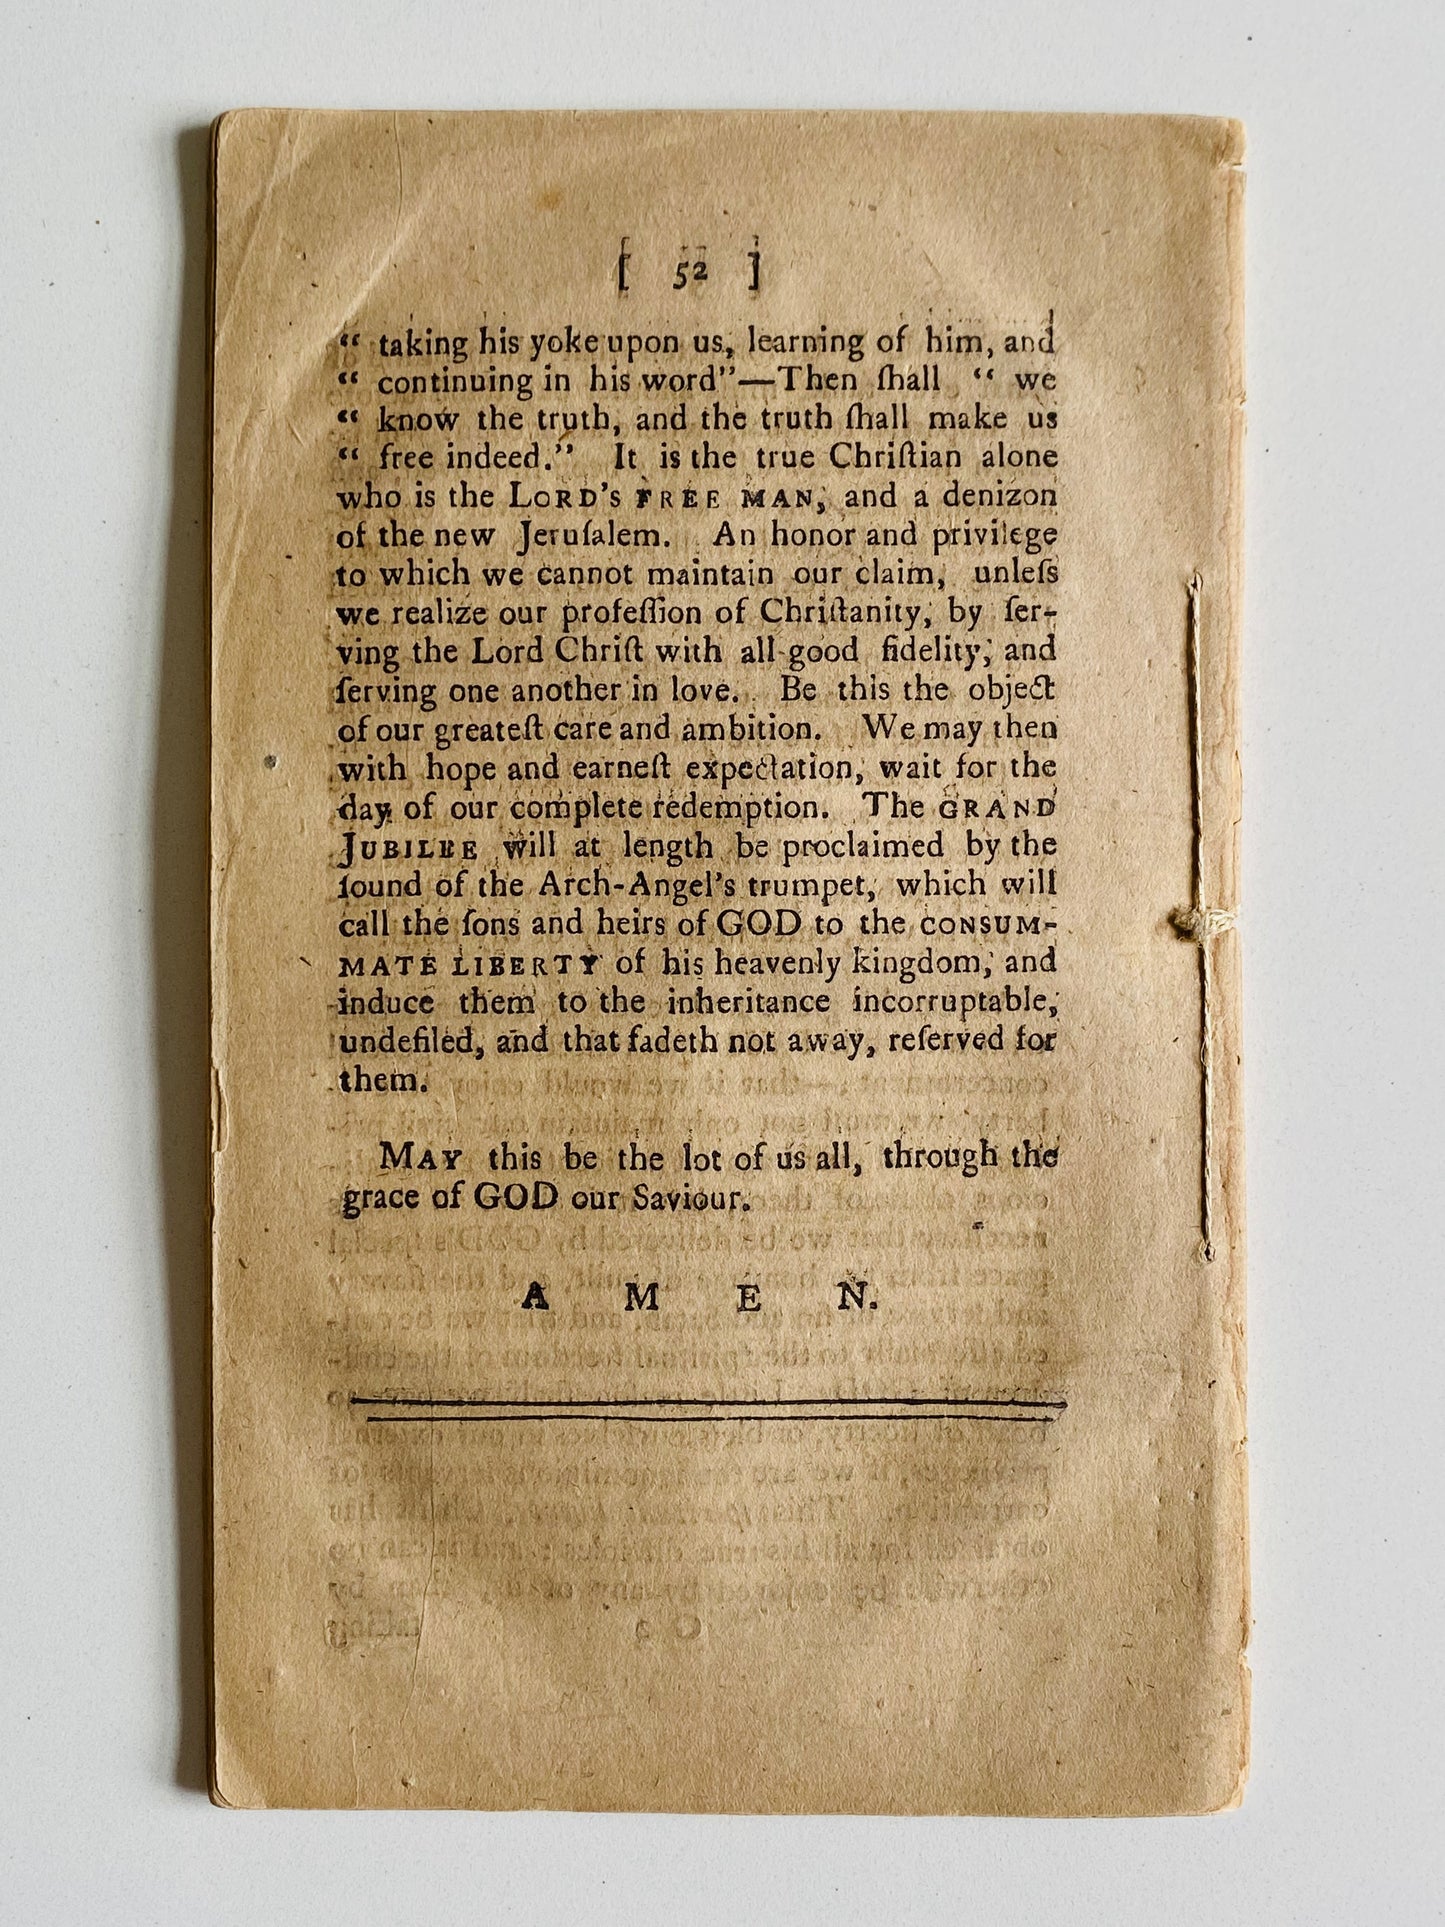 [ 52 ]
“ taking his yoke upon us, learning of him, and
“ continuing in his word”—Then ſhall “ we
“ know the truth, and the truth ſhall make us
“ free indeed.” It is the true Chriſtian alone
who is the LORD’S FREE MAN, and a denizon
of the new Jeruſalem. An honor and privilege
to which we cannot maintain our claim, unleſs
we realize our profeſſion of Chriſtanity, by ſer-
ving the Lord Chriſt with all good fidelity, and
ſerving one another in love. Be this the object
of our greateſt care and ambition. We may then
with hope and earneſt expectation, wait for the
day of our complete redemption. The GRAND
JUBILEE will at length be proclaimed by the
ſound of the Arch-Angel’s trumpet, which will
call the ſons and heirs of GOD to the CONSUM-
MATE LIBERTY of his heavenly kingdom, and
induce them to the inheritance incorruptable,
undefiled, and that fadeth not away, reſerved for
them.
MAY this be the lot of us all, through the
grace of GOD our Saviour.
A M E N.